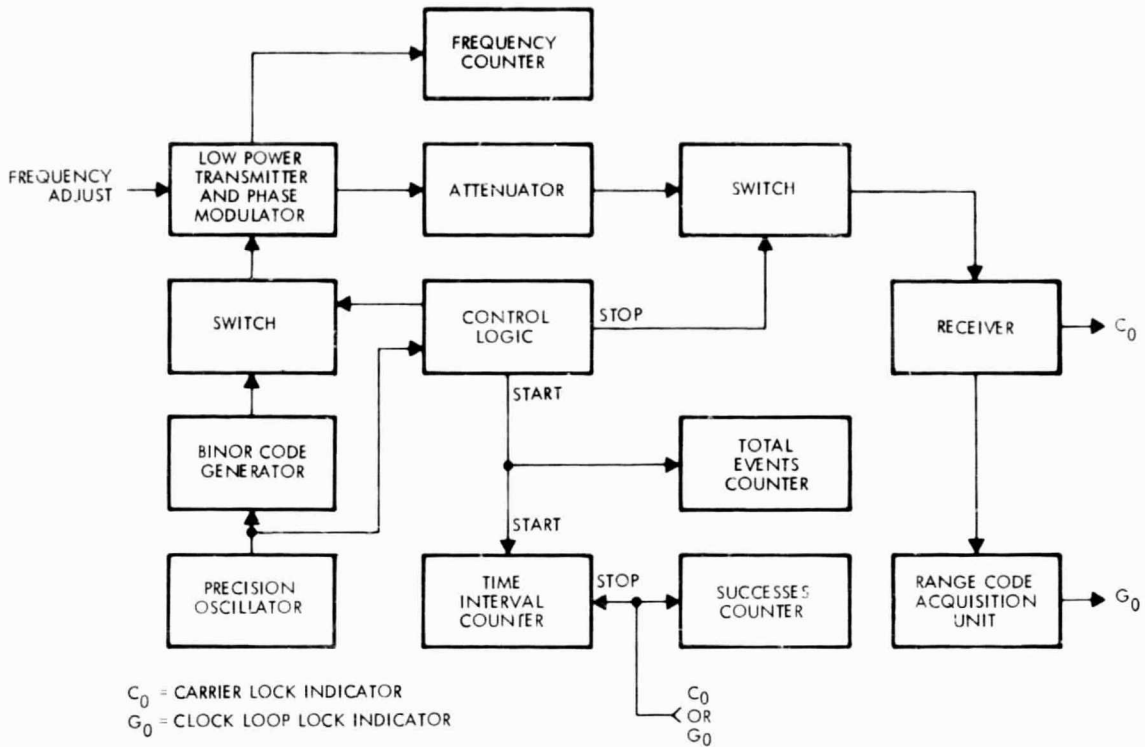 FREQUENCY
COUNTER
FREQUENCY
ADJUST
LOW POWER
TRANSMITTER
AND PHASE
MODULATOR
ATTENUATOR
SWITCH
SWITCH
CONTROL
LOGIC
STOP
RECEIVER
C₀
START
BINOR CODE
GENERATOR
TOTAL
EVENTS
COUNTER
START
PRECISION
OSCILLATOR
TIME
INTERVAL
COUNTER
STOP
SUCCESSES
COUNTER
RANGE CODE
ACQUISITION
UNIT
G₀
C₀ = CARRIER LOCK INDICATOR
G₀ = CLOCK LOOP LOCK INDICATOR
C₀
OR
G₀